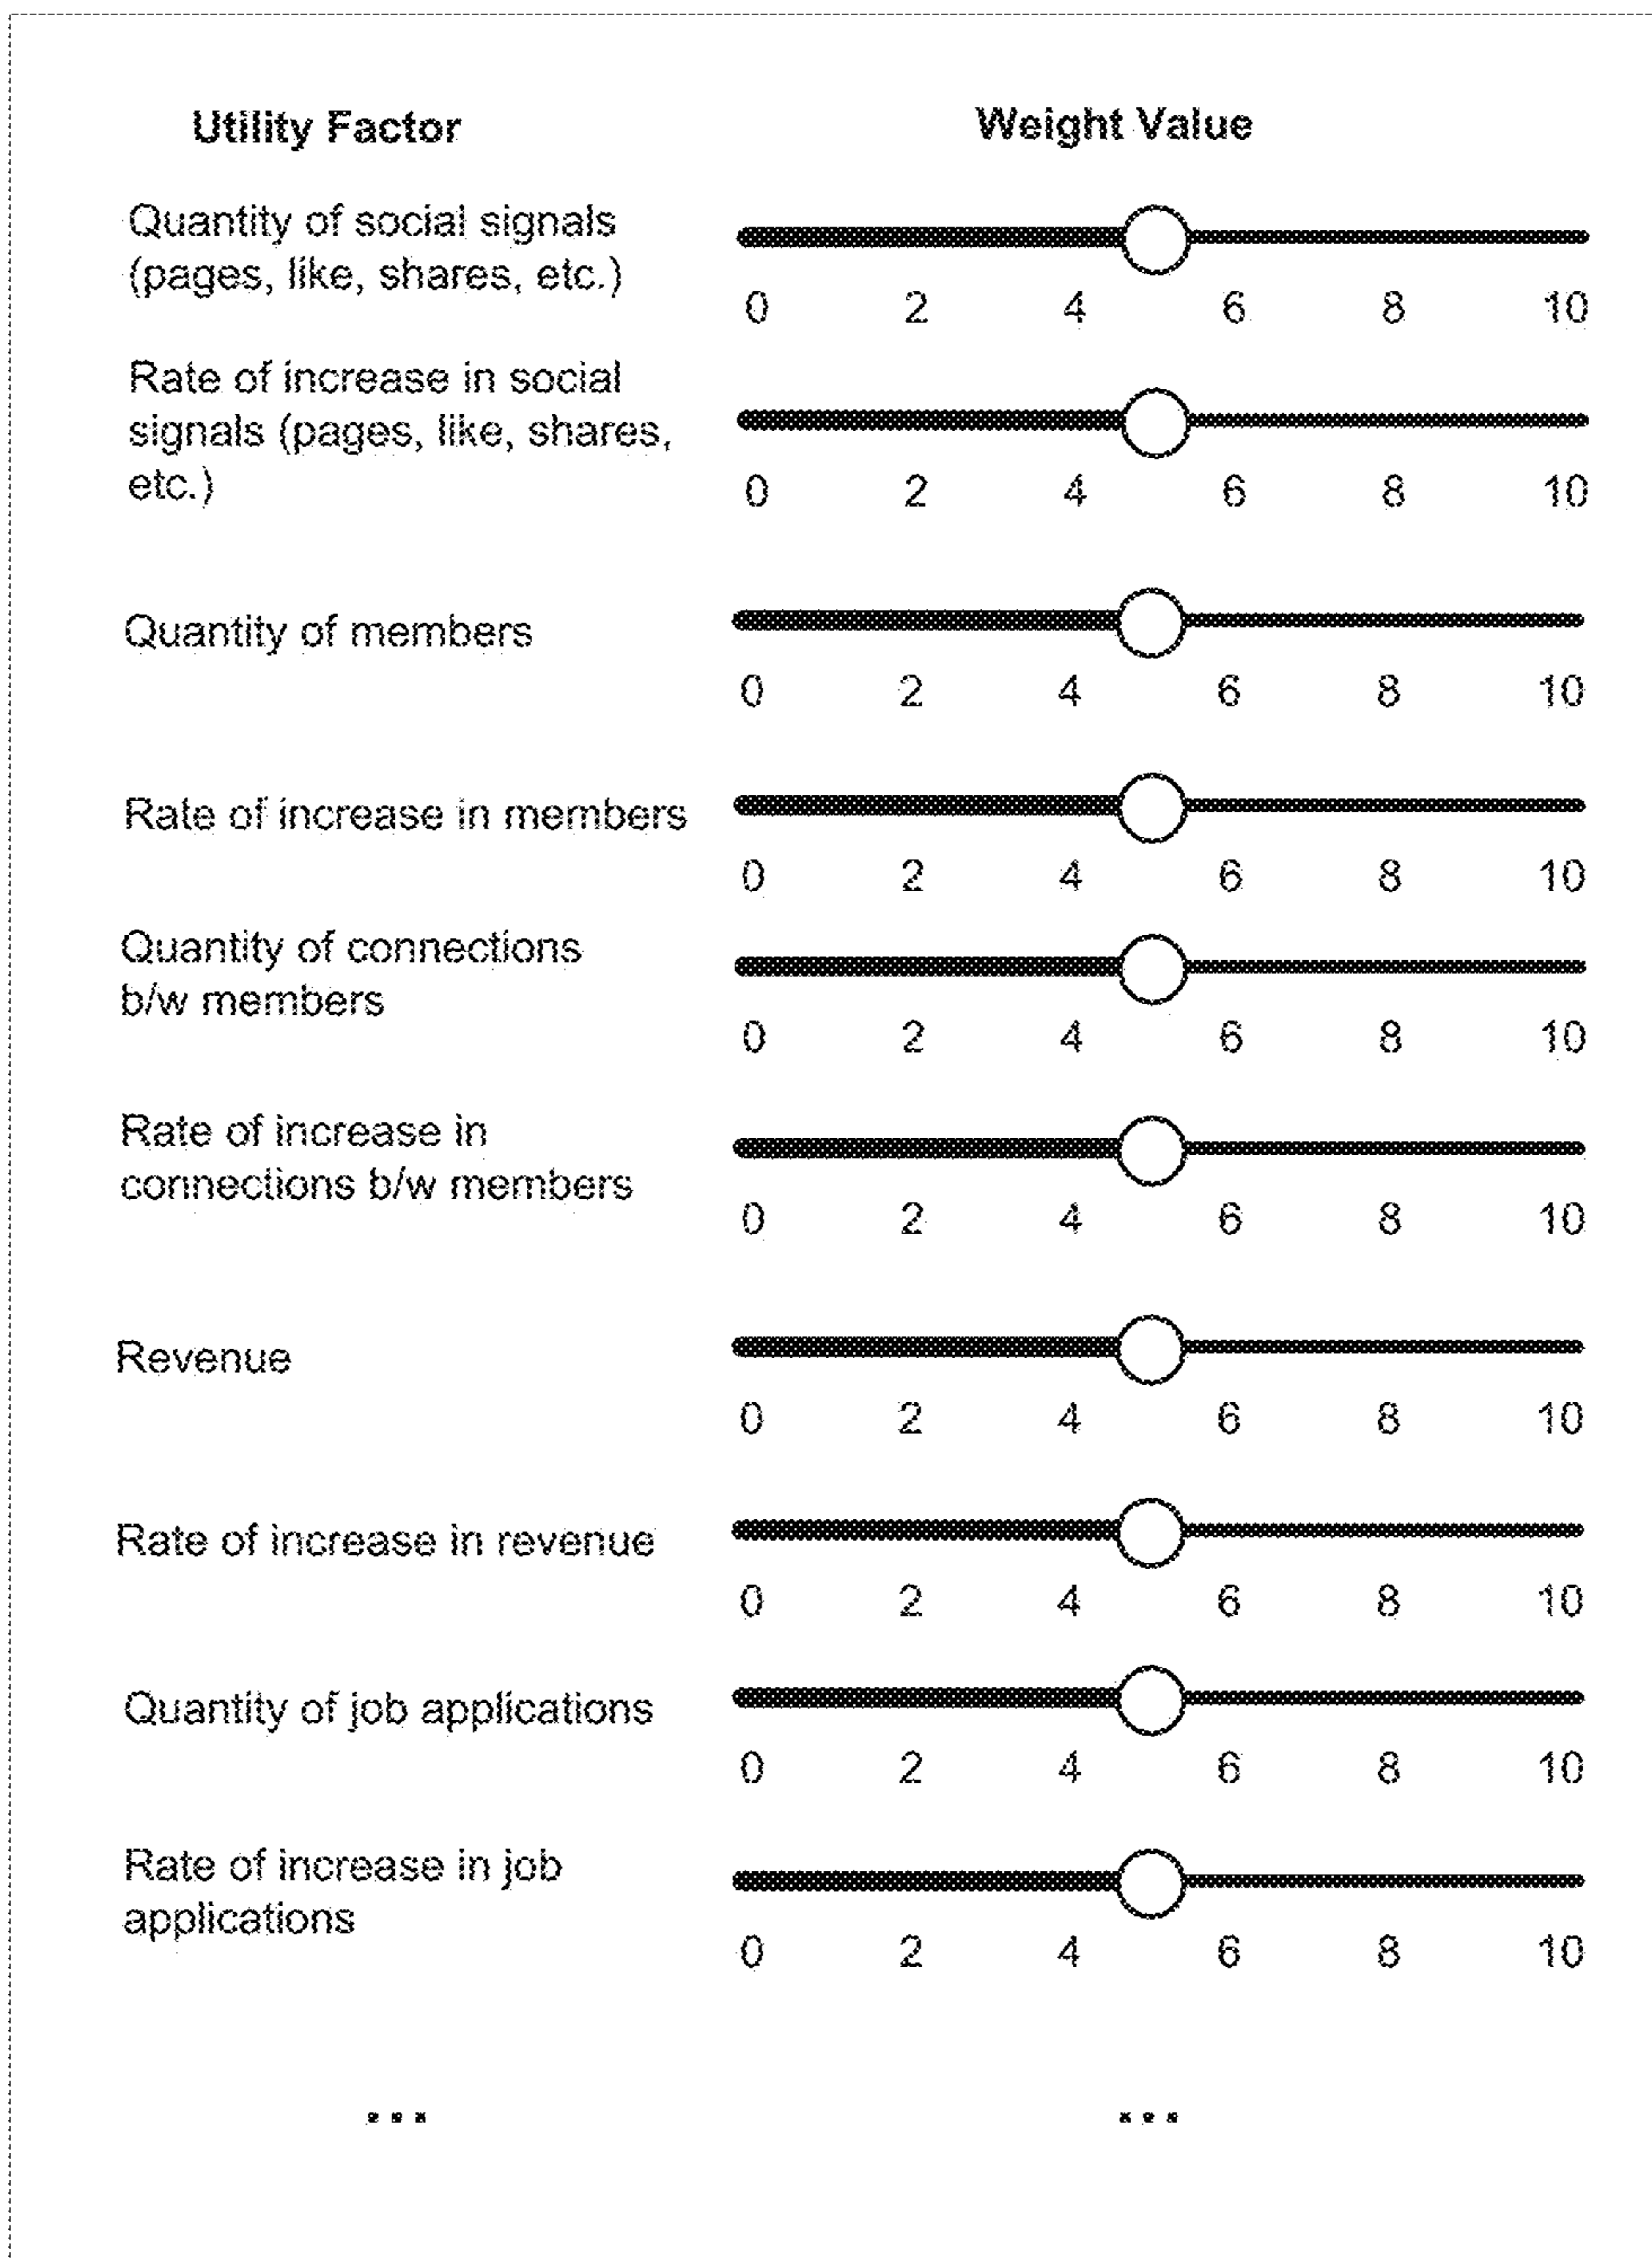 Utility Factor Weight Value
Quantity of social signals
(pages, like, shares, etc.)
0 2 4 6 8 10
Rate of increase in social
signals (pages, like, shares,
etc.)
0 2 4 6 8 10
Quantity of members
0 2 4 6 8 10
Rate of increase in members
0 2 4 6 8 10
Quantity of connections
b/w members
0 2 4 6 8 10
Rate of increase in
connections b/w members
0 2 4 6 8 10
Revenue
0 2 4 6 8 10
Rate of increase in revenue
0 2 4 6 8 10
Quantity of job applications
0 2 4 6 8 10
Rate of increase in job
applications
0 2 4 6 8 10
... ...